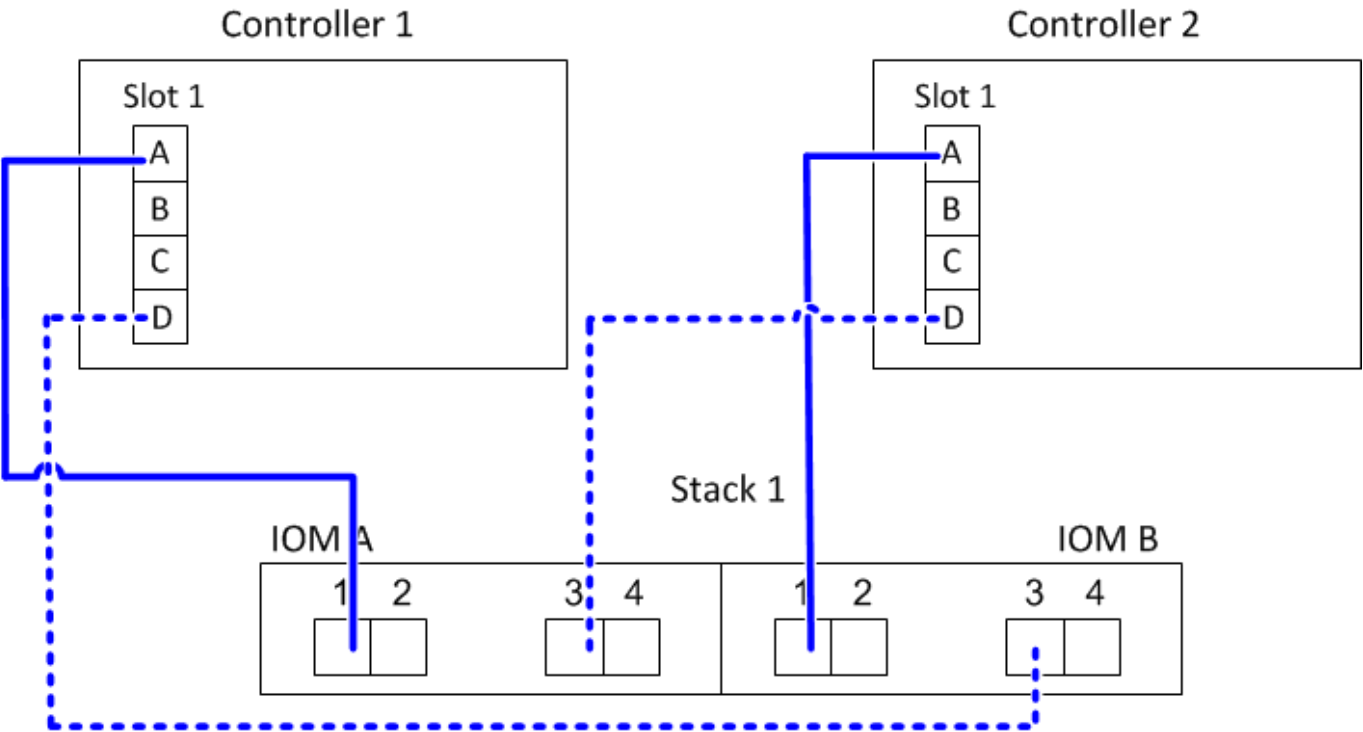 Controller 1 Controller 2
Slot 1 Slot 1
A A
B B
C C
D D
Stack 1
IOM A IOM B
1 2 3 4 1 2 3 4